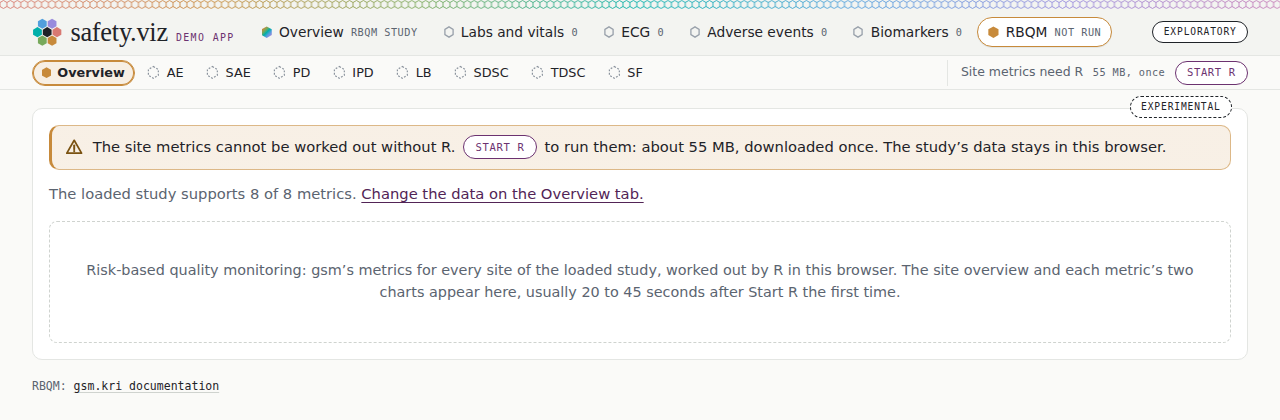 safety.viz DEMO APP Overview RBQM STUDY Labs and vitals 0 ECG 0 Adverse events 0 Biomarkers 0 RBQM NOT RUN EXPLORATORY
Overview AE SAE PD IPD LB SDSC TDSC SF Site metrics need R 55 MB, once START R
EXPERIMENTAL
The site metrics cannot be worked out without R. START R to run them: about 55 MB, downloaded once. The study’s data stays in this browser.
The loaded study supports 8 of 8 metrics. Change the data on the Overview tab.
Risk-based quality monitoring: gsm’s metrics for every site of the loaded study, worked out by R in this browser. The site overview and each metric’s two
charts appear here, usually 20 to 45 seconds after Start R the first time.
RBQM: gsm.kri documentation